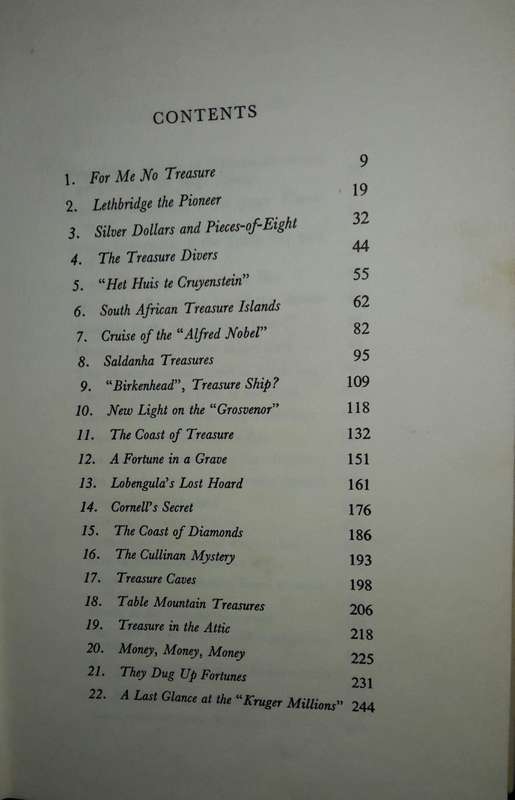 CONTENTS
1. For Me No Treasure 9
2. Lethbridge the Pioneer 19
3. Silver Dollars and Pieces-of-Eight 32
4. The Treasure Divers 44
5. "Het Huis te Cruyenstein" 55
6. South African Treasure Islands 62
7. Cruise of the "Alfred Nobel" 82
8. Saldanha Treasures 95
9. "Birkenhead", Treasure Ship? 109
10. New Light on the "Grosvenor" 118
11. The Coast of Treasure 132
12. A Fortune in a Grave 151
13. Lobengula's Lost Hoard 161
14. Cornell's Secret 176
15. The Coast of Diamonds 186
16. The Cullinan Mystery 193
17. Treasure Caves 198
18. Table Mountain Treasures 206
19. Treasure in the Attic 218
20. Money, Money, Money 225
21. They Dug Up Fortunes 231
22. A Last Glance at the "Kruger Millions" 244